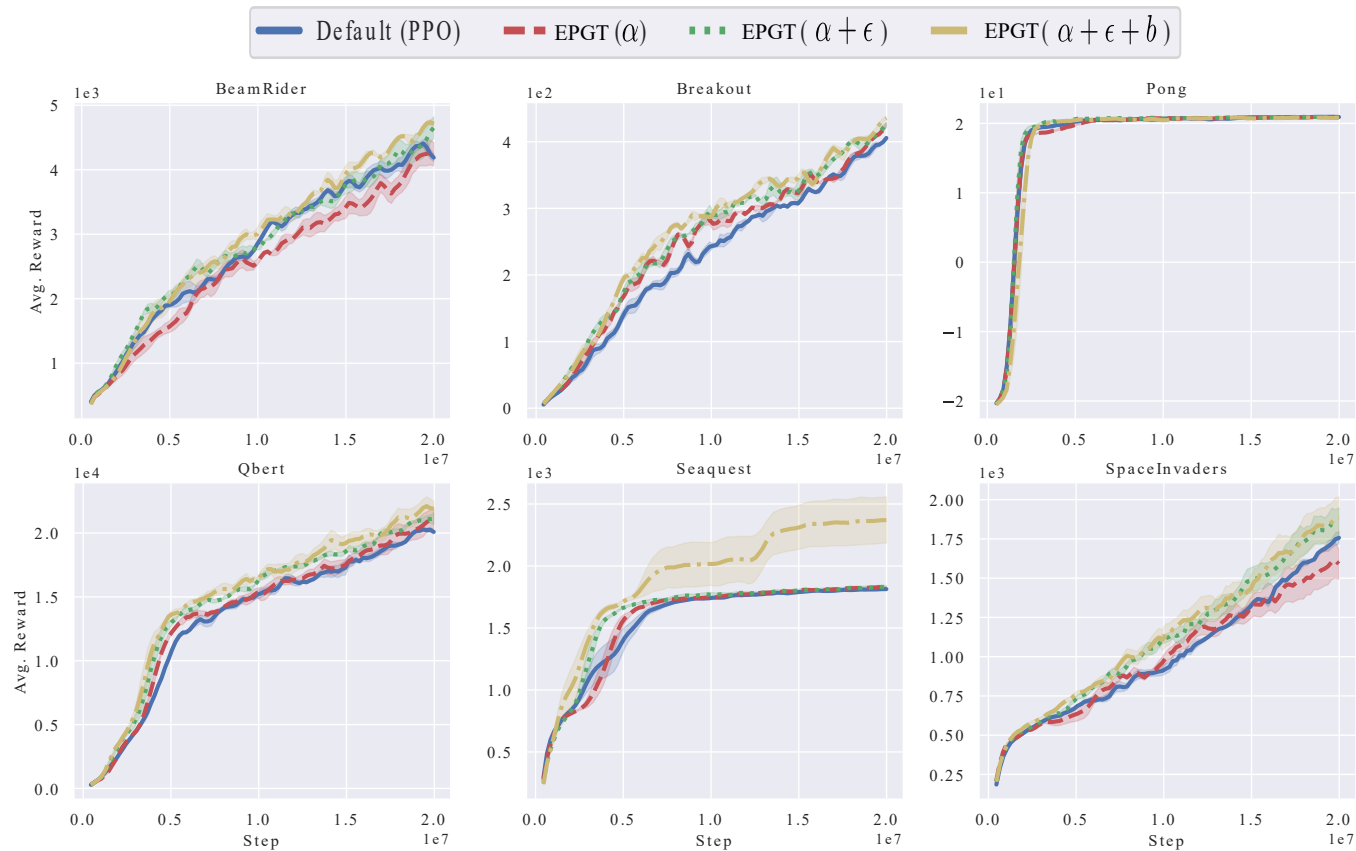 Default (PPO) EPGT (α) EPGT( α + ϵ ) EPGT( α + ϵ + b )
BeamRider Breakout Pong
1e3 1e2 1e1
Avg. Reward
5
4
3
2
1
0.0 0.5 1.0 1.5 2.0
1e7
4
3
2
1
0
0.0 0.5 1.0 1.5 2.0
1e7
2
1
0
−1
−2
0.0 0.5 1.0 1.5 2.0
1e7
Qbert Seaquest SpaceInvaders
1e4 1e3 1e3
Avg. Reward
2.0
1.5
1.0
0.5
0.0
0.0 0.5 1.0 1.5 2.0
Step 1e7
2.5
2.0
1.5
1.0
0.5
0.0 0.5 1.0 1.5 2.0
Step 1e7
2.00
1.75
1.50
1.25
1.00
0.75
0.50
0.25
0.0 0.5 1.0 1.5 2.0
Step 1e7